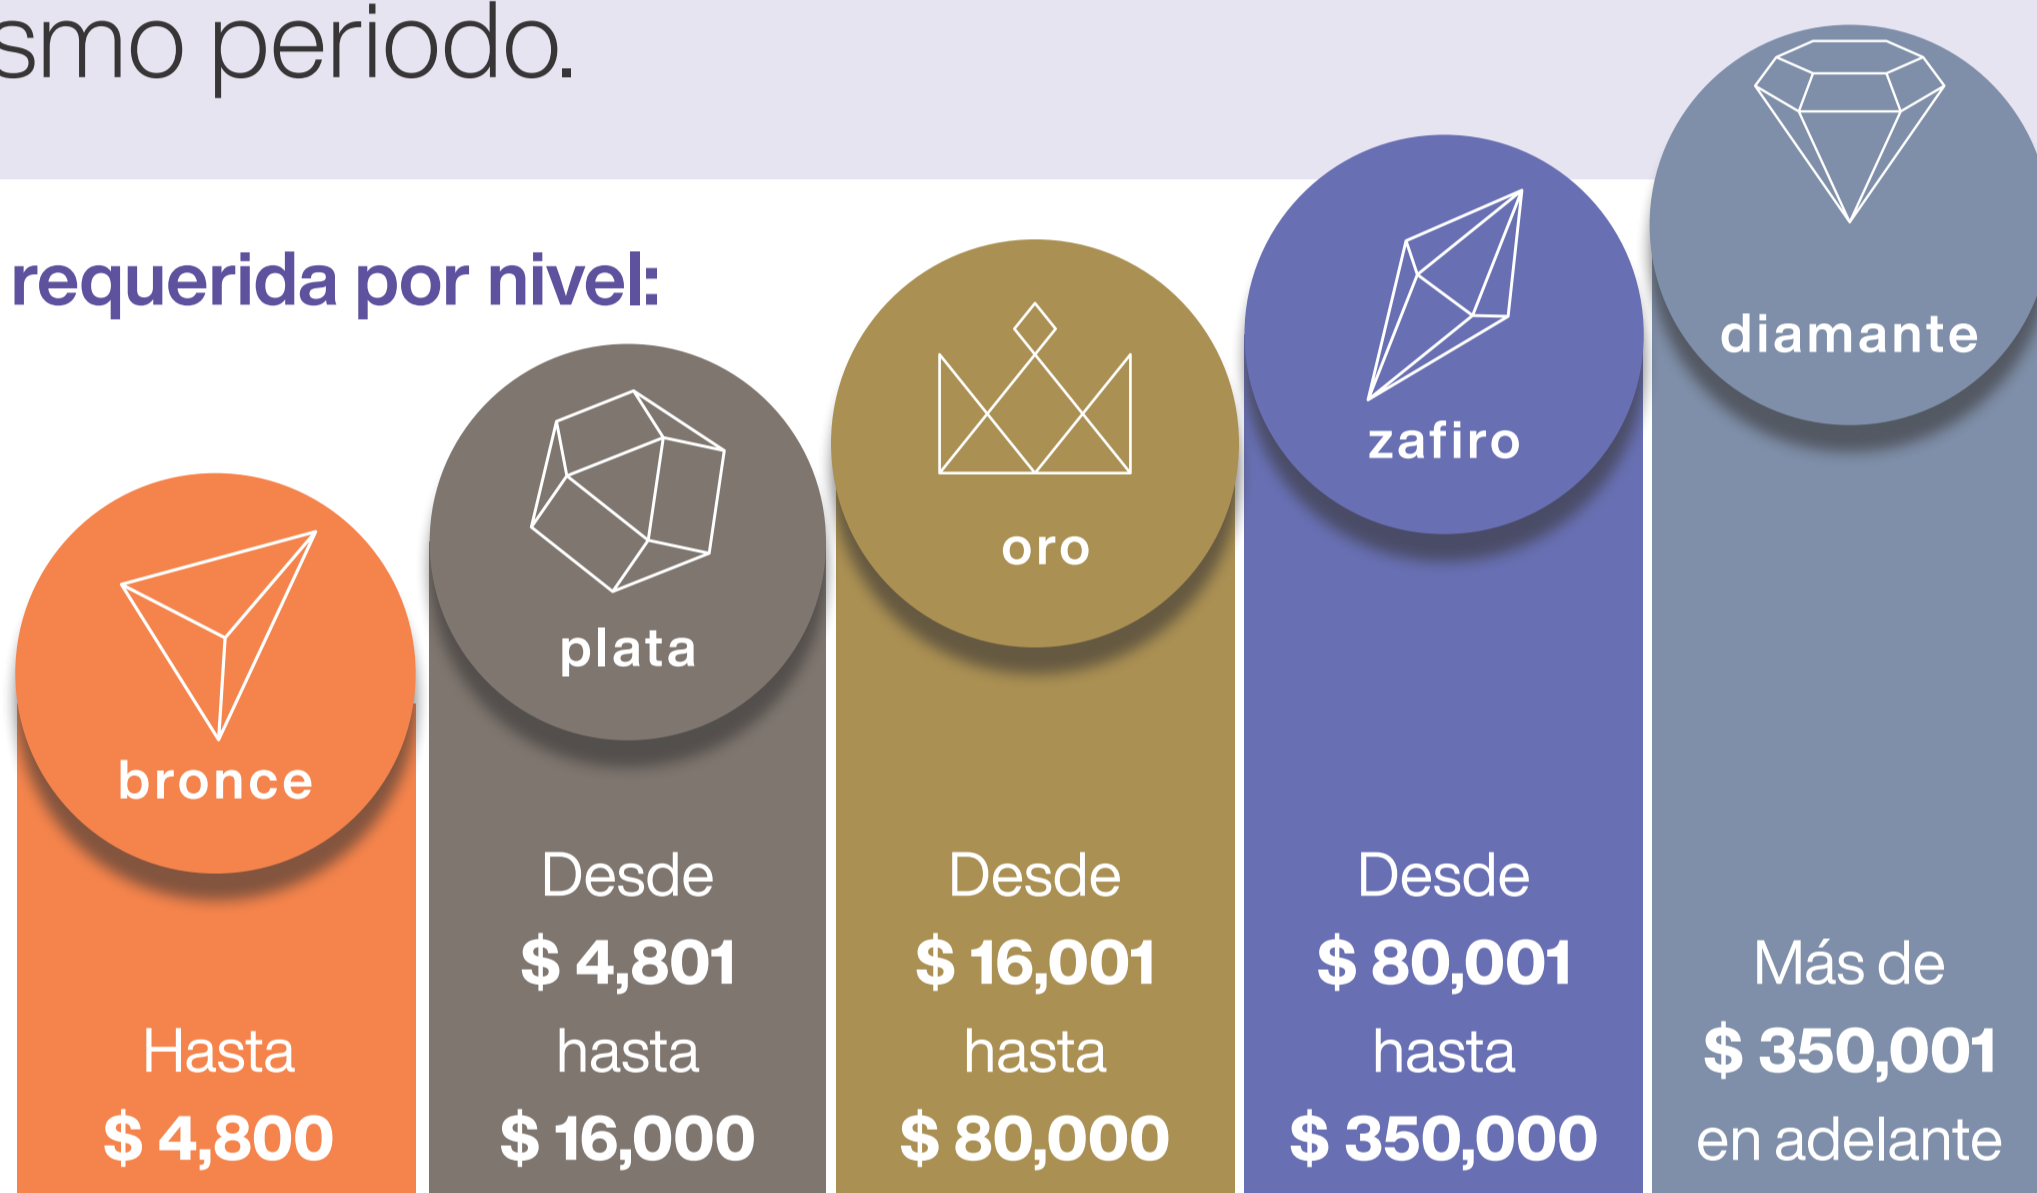 periodo.
requerida por nivel:
bronce
Hasta
$ 4,800
plata
Desde
$ 4,801
hasta
$ 16,000
oro
Desde
$ 16,001
hasta
$ 80,000
zafiro
Desde
$ 80,001
hasta
$ 350,000
diamante
Más de
$ 350,001
en adelante